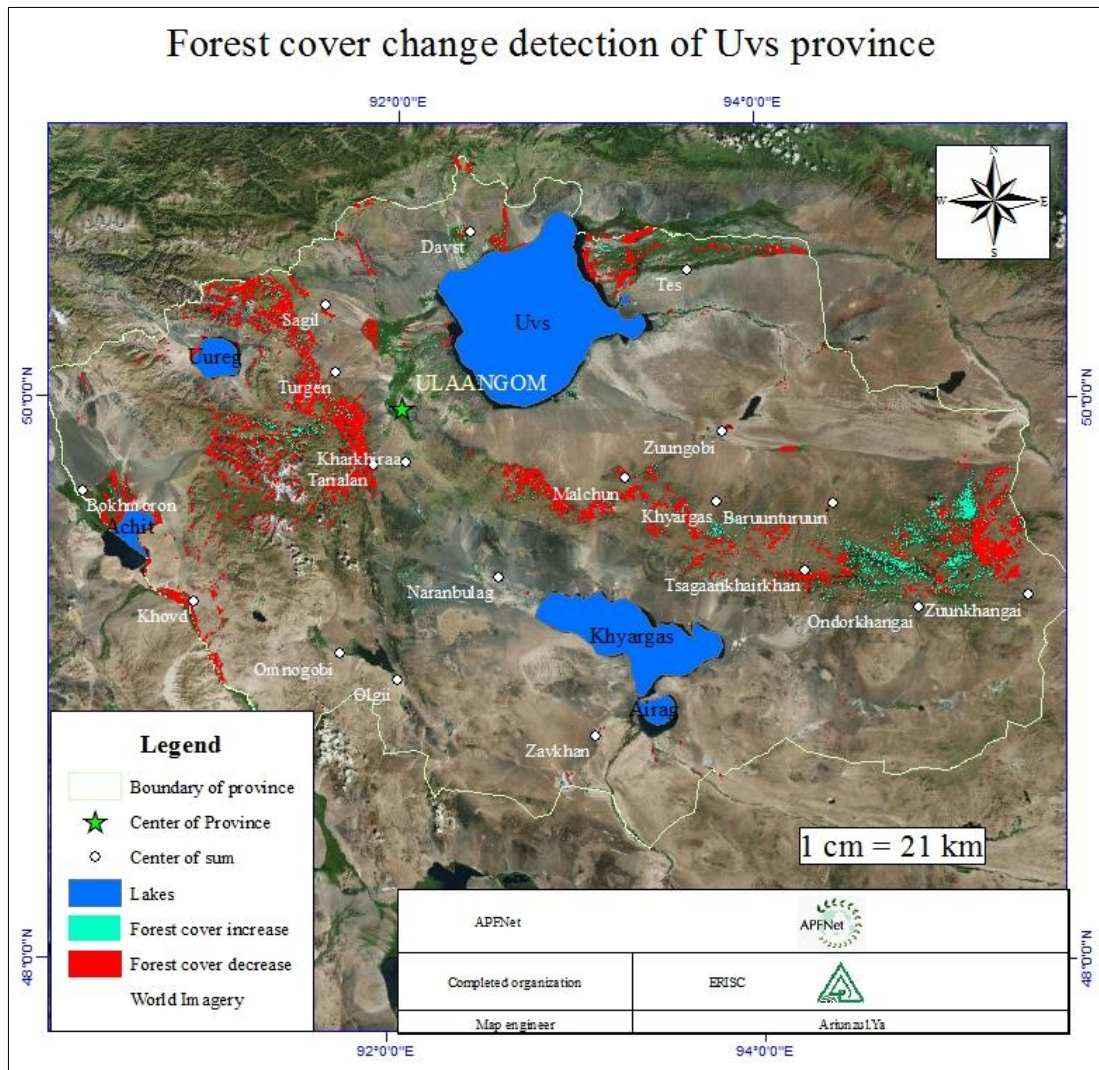 Forest cover change detection of Uvs province
92°0'0"E
94°0'0"E
N
W
E
S
Davst
Tes
Sagil
Uvs
Uureg
Turgen
ULAANGOM
50°0'0"N
50°0'0"N
Zuungobi
Kharkhiraa
Tarialan
Malchun
Bokhmoron
Khyargas
Baruunturuun
Achit
Naranbulag
Tsagaankhairkhan
Khovd
Ondorkhangai
Zuunkhangai
Khyargas
Omnogobi
Olgii
Airag
Zavkhan
Legend
Boundary of province
Center of Province
Center of sum
Lakes
Forest cover increase
Forest cover decrease
World Imagery
1 cm = 21 km
APFNet
APFNet
Completed organization
ERISC
Map engineer
Ariunzul.Ya
48°0'0"N
48°0'0"N
92°0'0"E
94°0'0"E